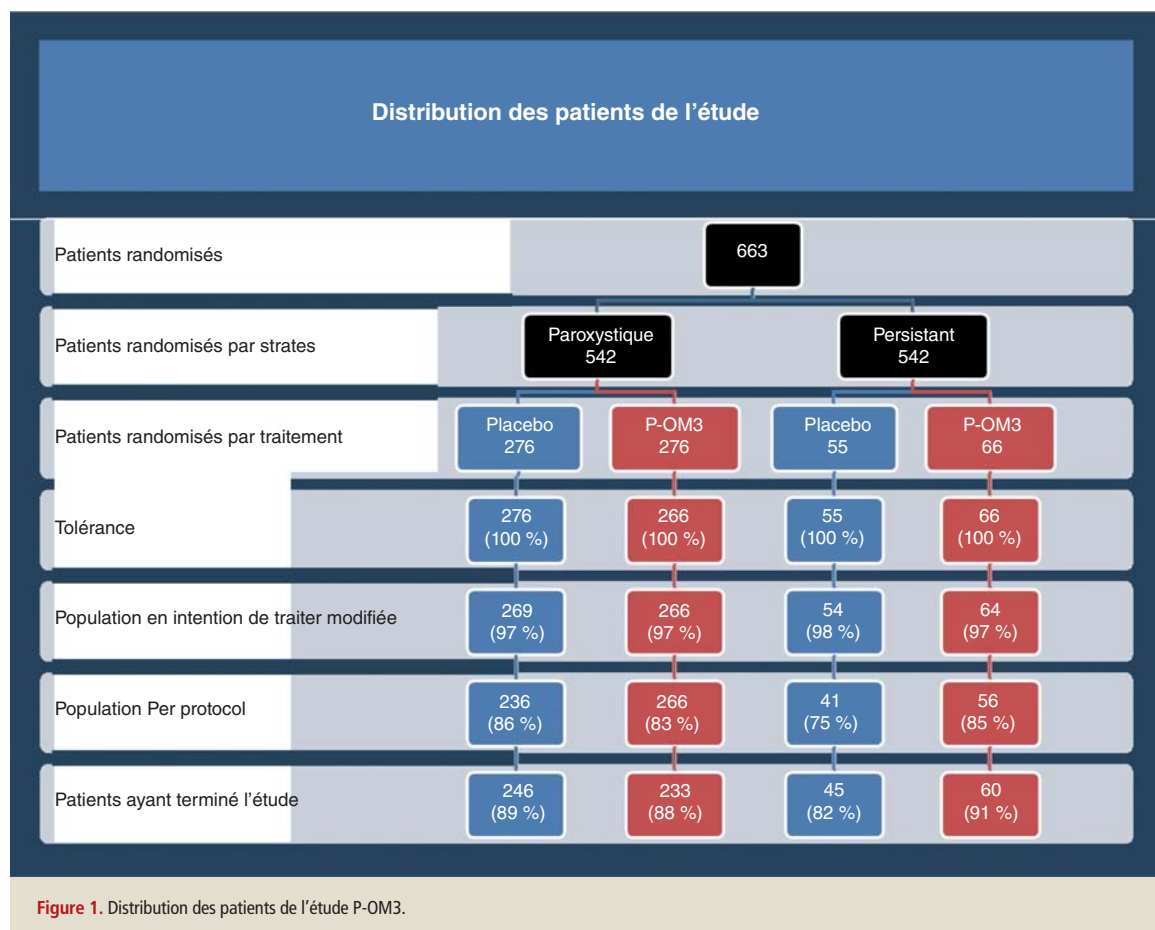 Distribution des patients de l'étude
Patients randomisés
663
Patients randomisés par strates
Paroxystique
542
Persistant
542
Patients randomisés par traitement
Placebo
276
P-OM3
276
Placebo
55
P-OM3
66
Tolérance
276
(100 %)
266
(100 %)
55
(100 %)
66
(100 %)
Population en intention de traiter modifiée
269
(97 %)
266
(97 %)
54
(98 %)
64
(97 %)
Population Per protocol
236
(86 %)
266
(83 %)
41
(75 %)
56
(85 %)
Patients ayant terminé l'étude
246
(89 %)
233
(88 %)
45
(82 %)
60
(91 %)
Figure 1. Distribution des patients de l'étude P-OM3.